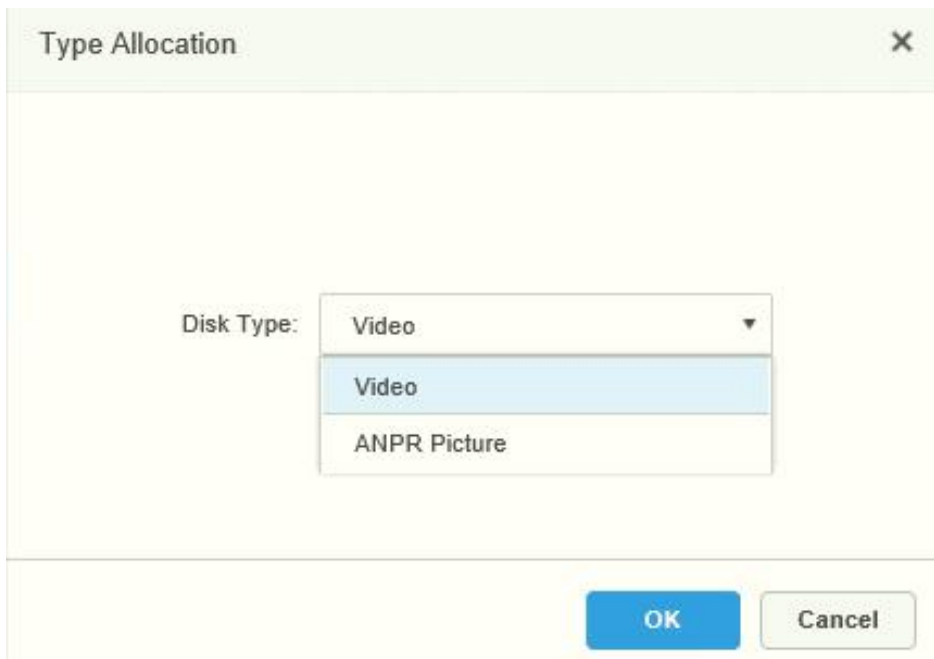 Type Allocation
Disk Type: Video
Video
ANPR Picture
OK Cancel